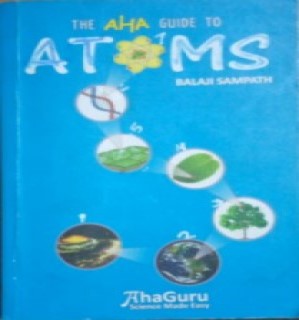 THE AHA GUIDE TO
ATOMS
BALAJI SAMPATH
AhaGuru
Science Made Easy